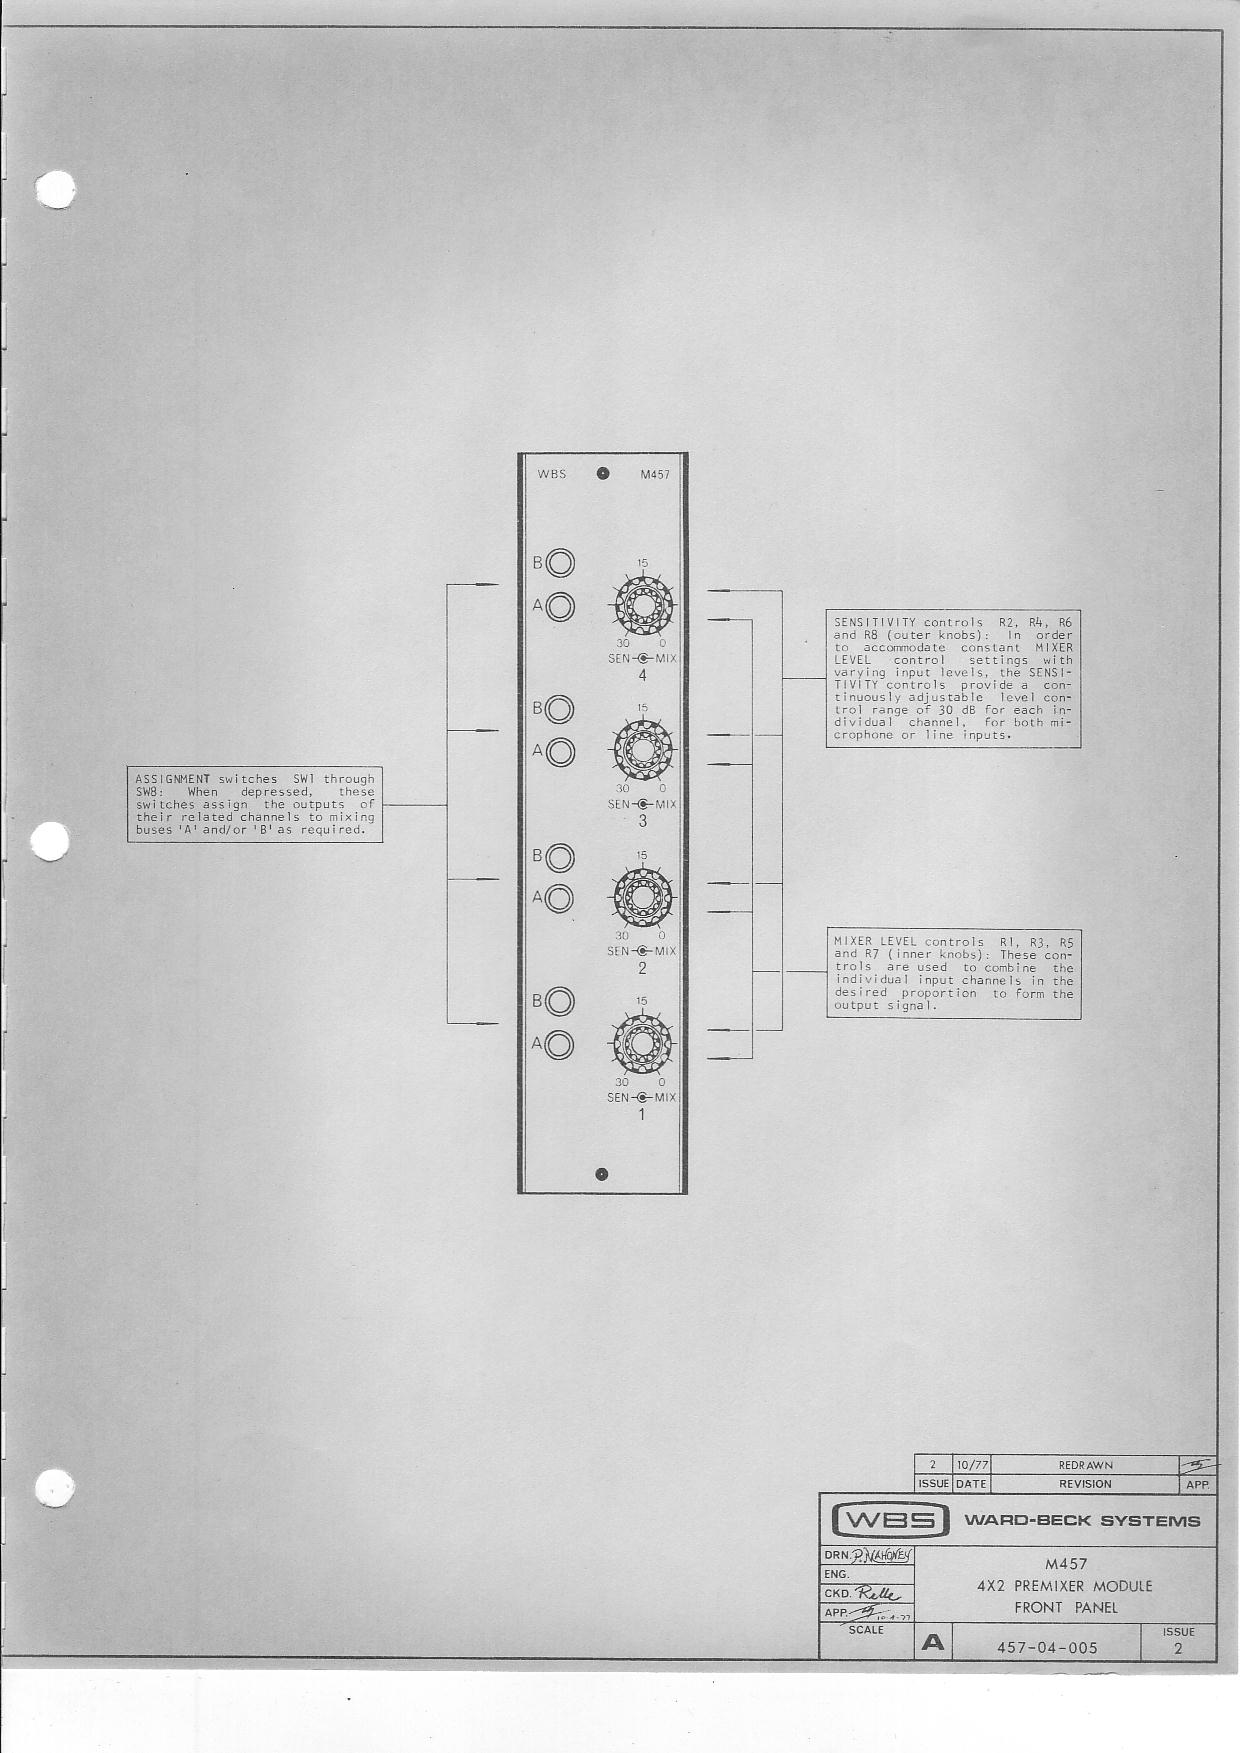 WBS M457
B
15
A
30 0
SEN MIX
4
B
15
A
30 0
SEN MIX
3
B
15
A
30 0
SEN MIX
2
B
15
A
30 0
SEN MIX
1
ASSIGNMENT switches SW1 through
SW8: When depressed, these
switches assign the outputs of
their related channels to mixing
buses 'A' and/or 'B' as required.
SENSITIVITY controls R2, R4, R6
and R8 (outer knobs): In order
to accommodate constant MIXER
LEVEL control settings with
varying input levels, the SENSI-
TIVITY controls provide a con-
tinuously adjustable level con-
trol range of 30 dB for each in-
dividual channel, for both mi-
crophone or line inputs.
MIXER LEVEL controls R1, R3, R5
and R7 (inner knobs): These con-
trols are used to combine the
individual input channels in the
desired proportion to form the
output signal.
2 10/77 REDRAWN
ISSUE DATE REVISION APP.
WBS WARD-BECK SYSTEMS
DRN. P. MAHONEY
ENG.
CKD.
APP. 10-4-77
SCALE
M457
4X2 PREMIXER MODULE
FRONT PANEL
A 457-04-005
ISSUE
2